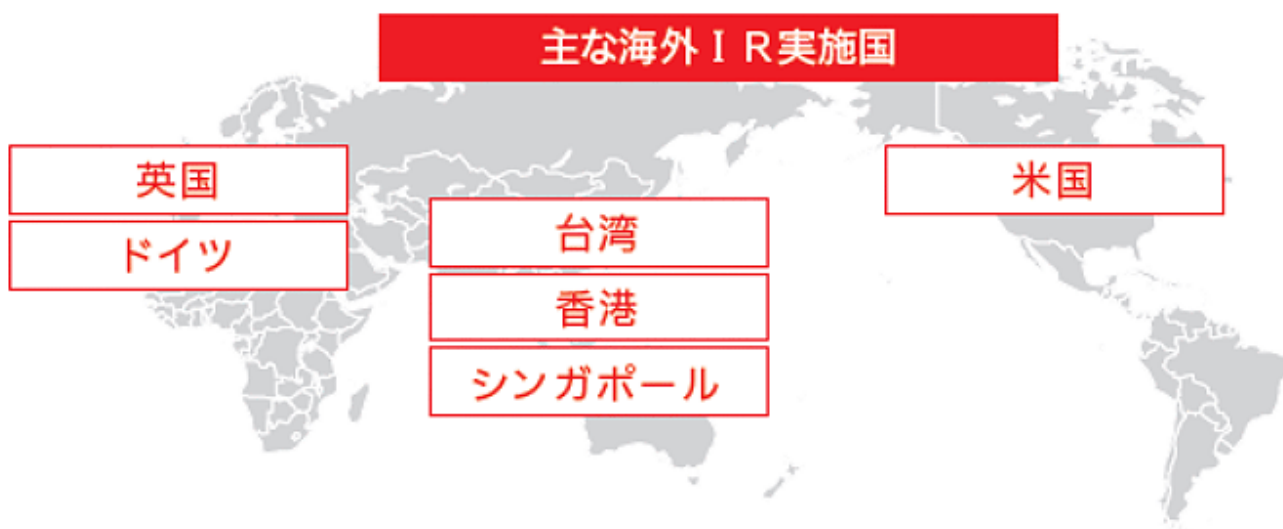 主な海外ＩＲ実施国
英国
ドイツ
台湾
香港
シンガポール
米国